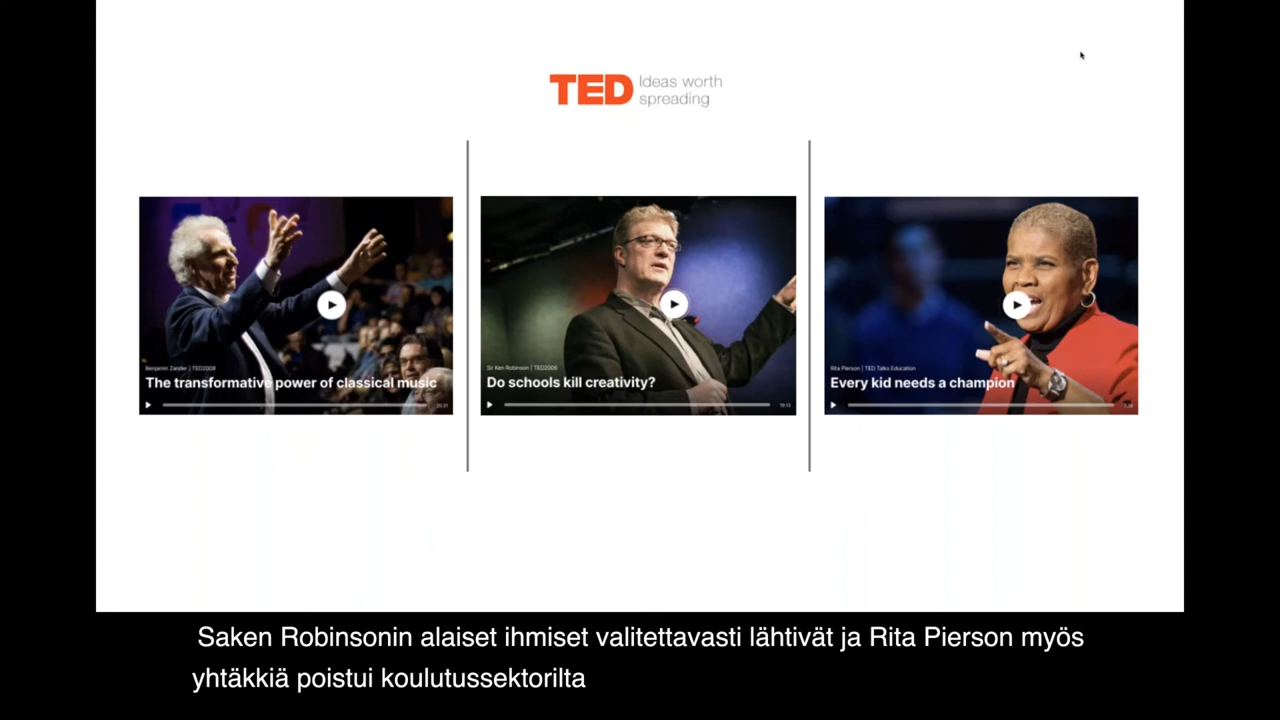 TED Ideas worth
spreading
Benjamin Zander | TED2008
The transformative power of classical music
Sir Ken Robinson | TED2006
Do schools kill creativity?
19:10
Rita Pierson | TED Talks Education
Every kid needs a champion
Saken Robinsonin alaiset ihmiset valitettavasti lähtivät ja Rita Pierson myös
yhtäkkiä poistui koulutussektorilta